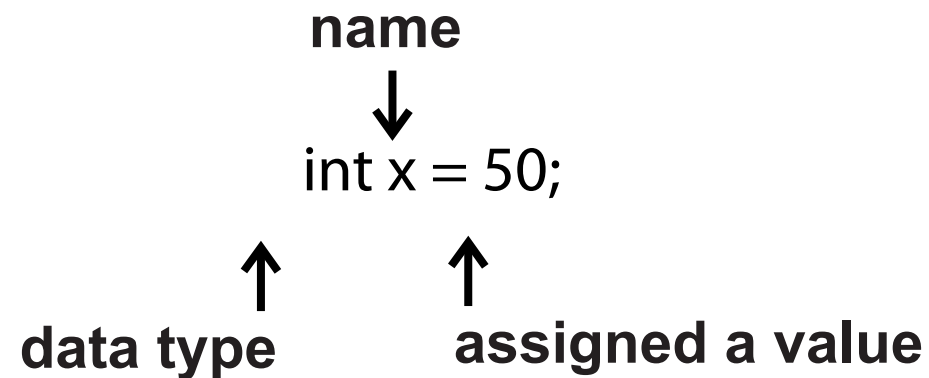 name
int x = 50;
data type
assigned a value